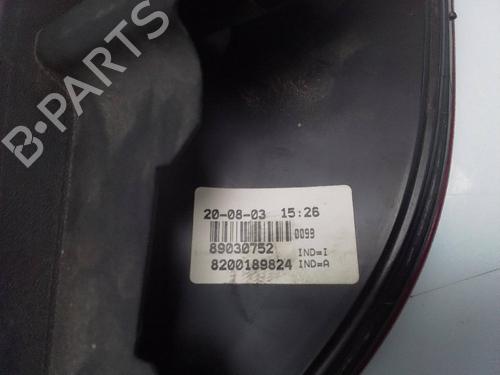 B-PARTS
20-08-03 15:26
0099
89030752 IND=I
8200189824 IND=A